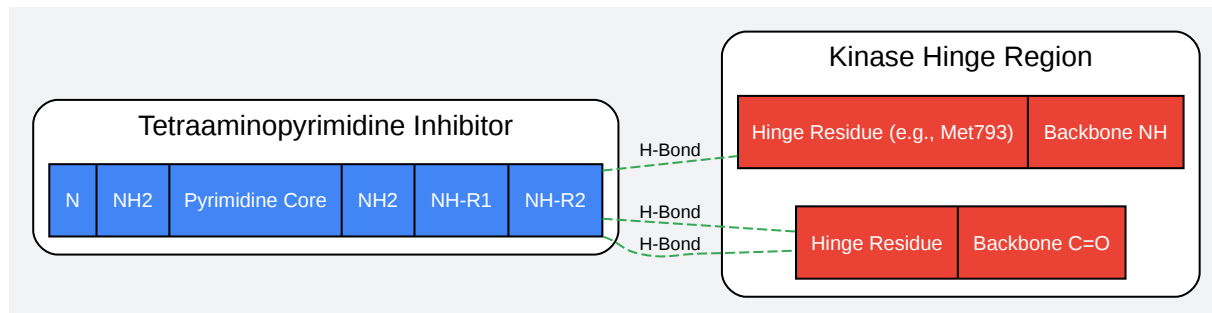 Kinase Hinge Region
Tetraaminopyrimidine Inhibitor
Hinge Residue (e.g., Met793)
Backbone NH
H-Bond
N
NH2
Pyrimidine Core
NH2
NH-R1
NH-R2
H-Bond
H-Bond
Hinge Residue
Backbone C=O